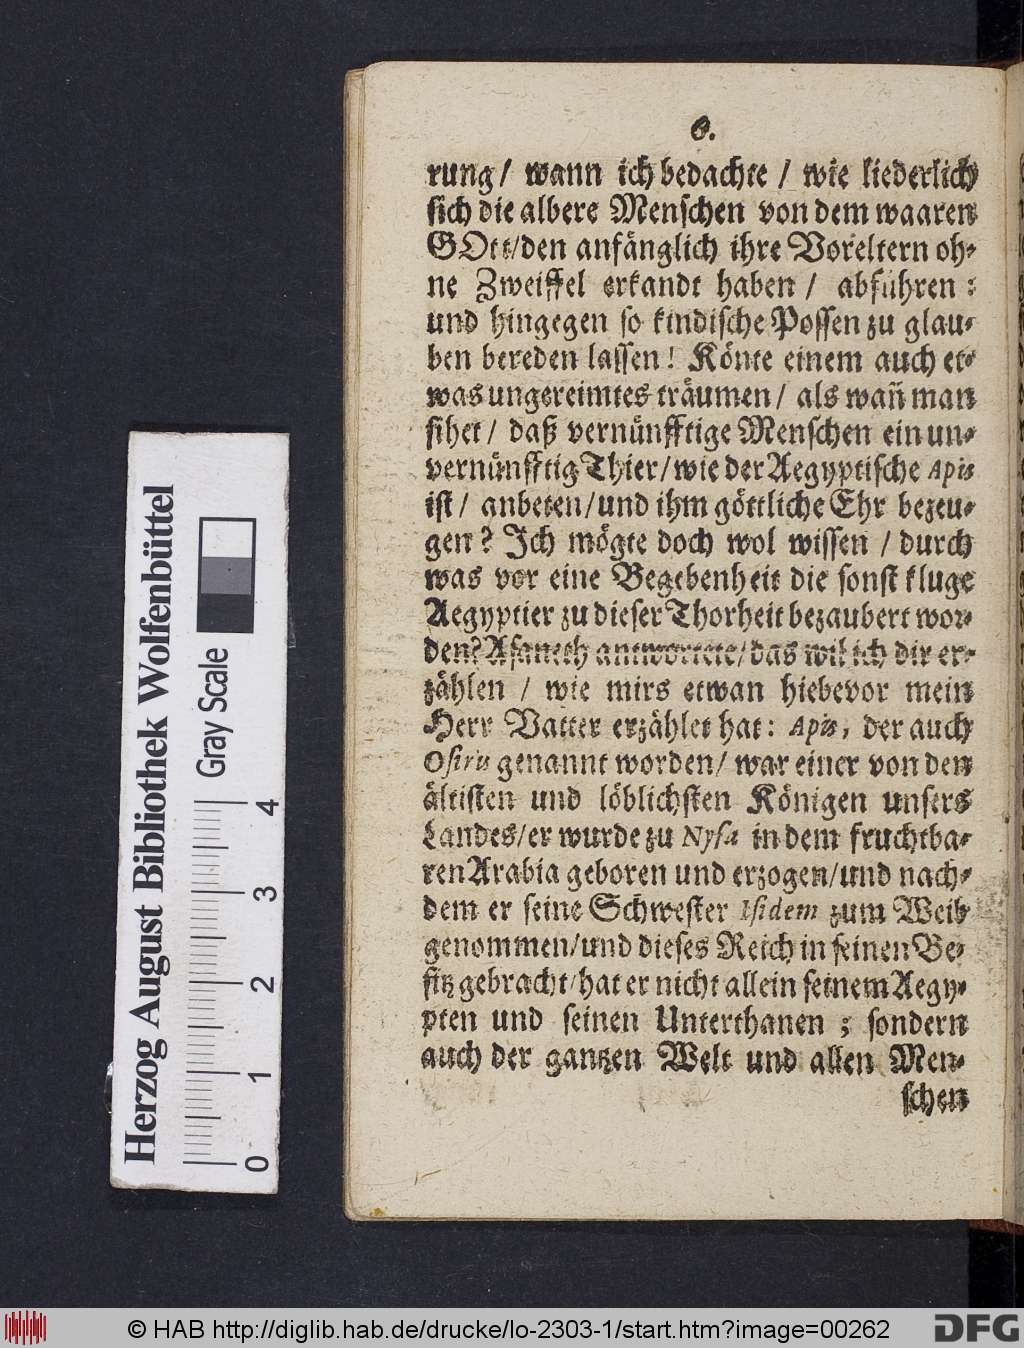 6.
rung / wann ich bedachte / wie liederlich
sich die albere Menschen von dem waaren
GOtt/den anfänglich ihre Voreltern oh-
ne Zweiffel erkandt haben / abführen:
und hingegen so kindische Possen zu glau-
ben bereden lassen! Könte einem auch et-
was ungereimtes träumen / als wañ man
sihet / daß vernünfftige Menschen ein un-
vernünfftig Thier/wie der Aegyptische Apis
ist / anbeten/und ihm göttliche Ehr bezeu-
gen? Ich mögte doch wol wissen / durch
was vor eine Begebenheit die sonst kluge
Aegyptier zu dieser Thorheit bezaubert wor-
den? Asaneth antwortete/das wil ich dir er-
zählen / wie mirs etwan hiebevor mein
Herr Vatter erzählet hat: Apis, der auch
Osiris genannt worden/ war einer von den
ältisten und löblichsten Königen unsers
Landes/er wurde zu Nysa in dem fruchtba-
ren Arabia geboren und erzogen/und nach-
dem er seine Schwester Isidem zum Weib
genommen/und dieses Reich in seinen Be-
sitz gebracht/hat er nicht allein seinem Aegy-
pten und seinen Unterthanen; sondern
auch der gantzen Welt und allen Men-
schen
Herzog August Bibliothek Wolfenbüttel
Gray Scale
0 1 2 3 4
© HAB http://diglib.hab.de/drucke/lo-2303-1/start.htm?image=00262
DFG